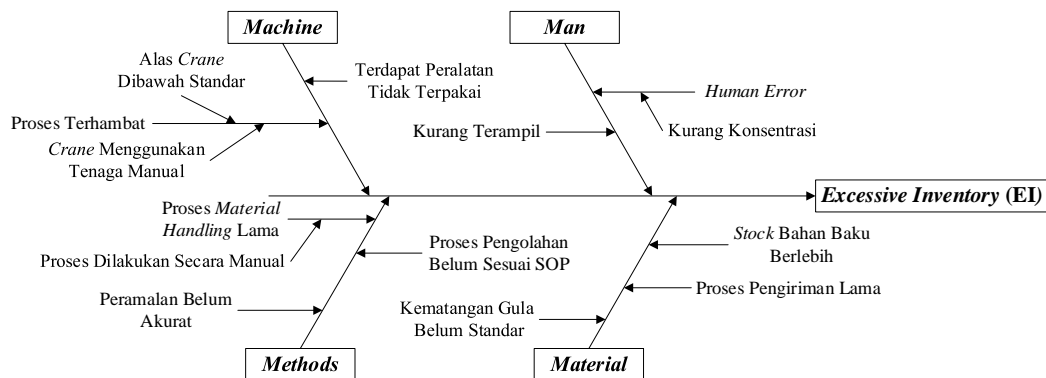 Machine
Man
Alas Crane
Dibawah Standar
Terdapat Peralatan
Tidak Terpakai
Human Error
Proses Terhambat
Kurang Terampil
Kurang Konsentrasi
Crane Menggunakan
Tenaga Manual
Excessive Inventory (EI)
Proses Material
Handling Lama
Proses Dilakukan Secara Manual
Proses Pengolahan
Belum Sesuai SOP
Stock Bahan Baku
Berlebih
Peramalan Belum
Akurat
Kematangan Gula
Belum Standar
Proses Pengiriman Lama
Methods
Material